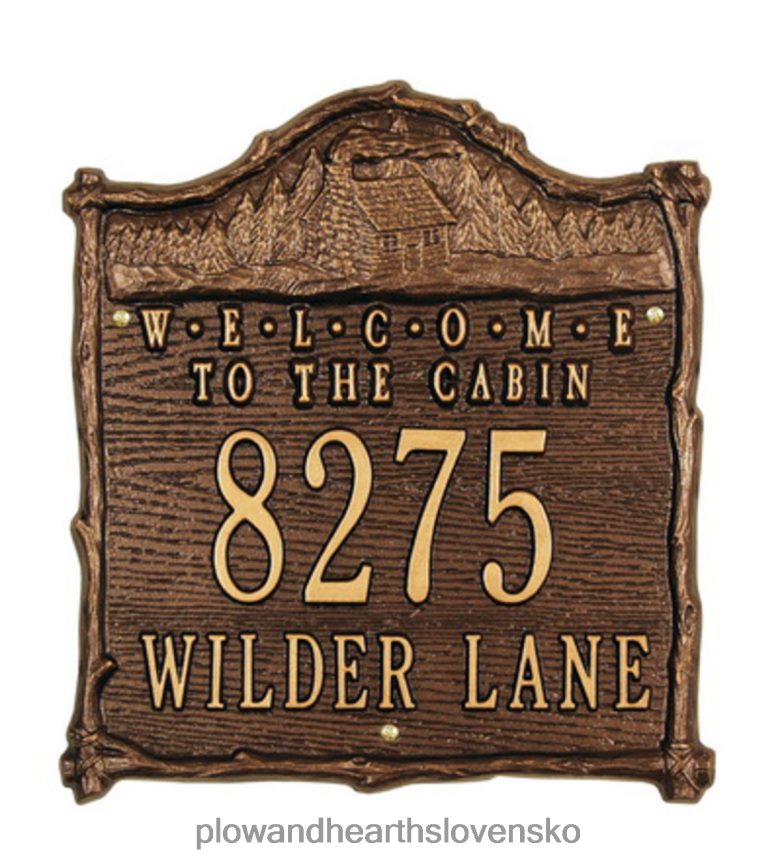 W•E•L•C•O•M•E
TO THE CABIN
8275
WILDER LANE
plowandhearthslovensko